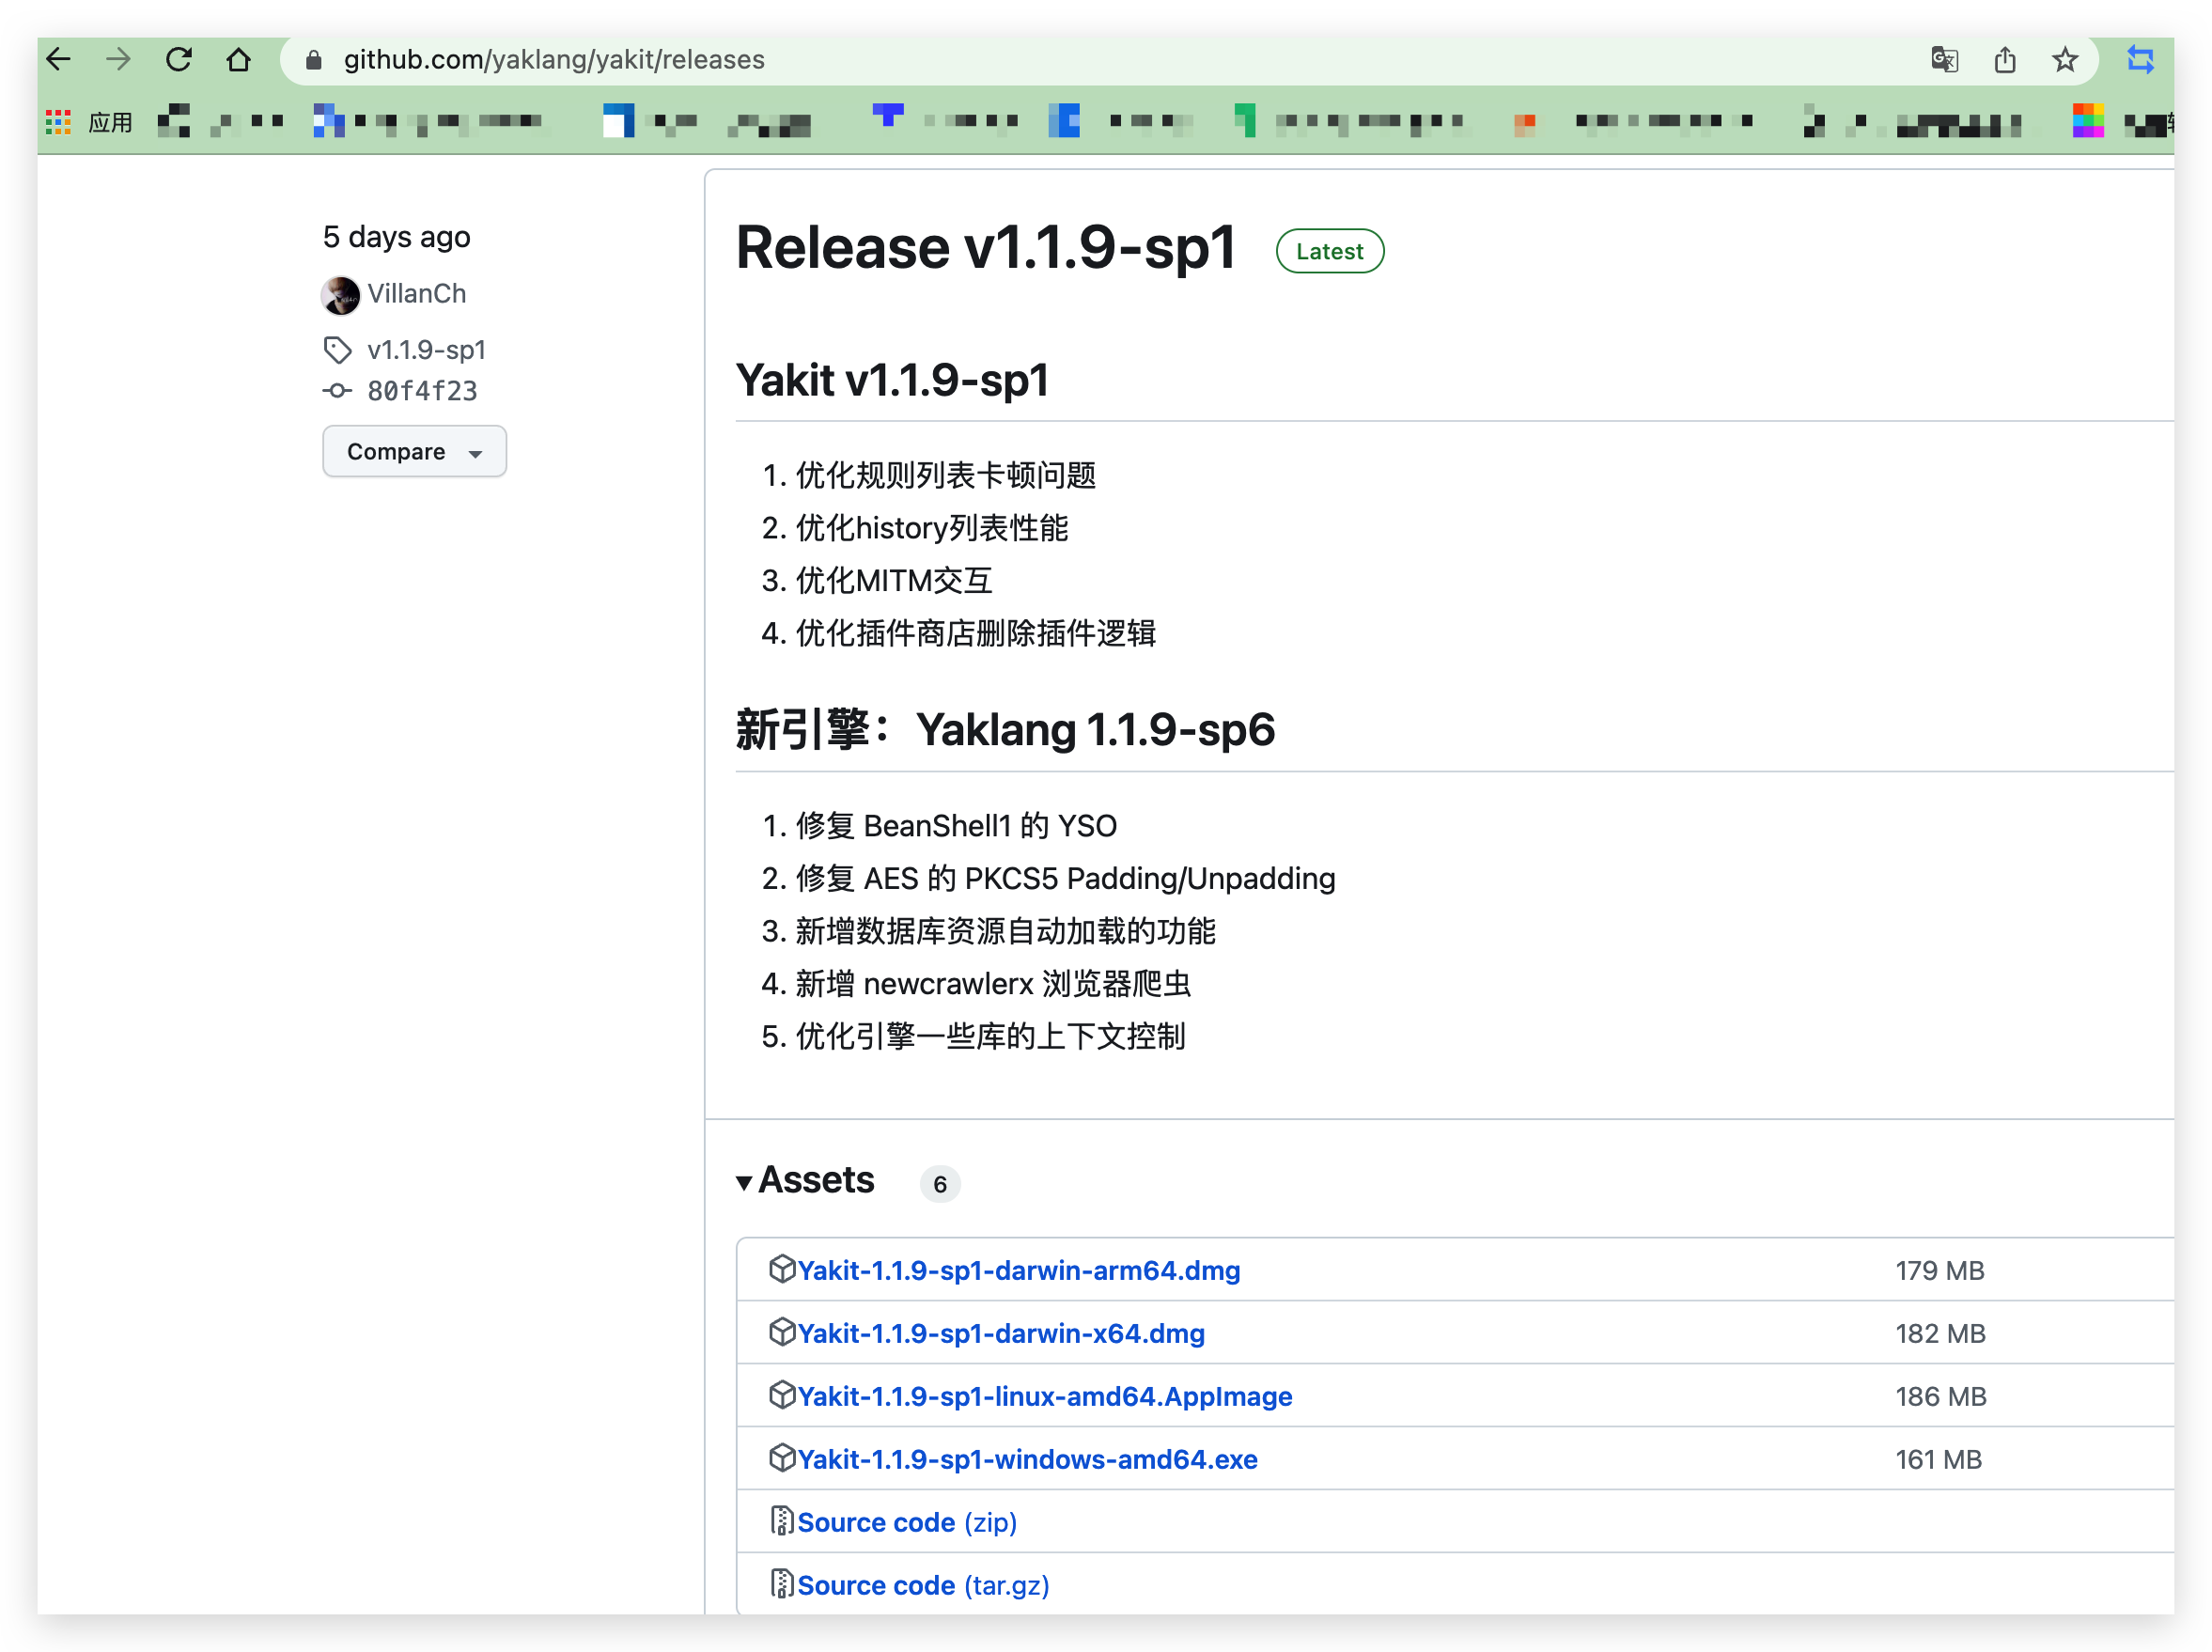 github.com/yaklang/yakit/releases
应用
5 days ago
VillanCh
v1.1.9-sp1
80f4f23
Compare
Release v1.1.9-sp1 Latest
Yakit v1.1.9-sp1
1. 优化规则列表卡顿问题
2. 优化history列表性能
3. 优化MITM交互
4. 优化插件商店删除插件逻辑
新引擎：Yaklang 1.1.9-sp6
1. 修复 BeanShell1 的 YSO
2. 修复 AES 的 PKCS5 Padding/Unpadding
3. 新增数据库资源自动加载的功能
4. 新增 newcrawlerx 浏览器爬虫
5. 优化引擎一些库的上下文控制
Assets 6
Yakit-1.1.9-sp1-darwin-arm64.dmg 179 MB
Yakit-1.1.9-sp1-darwin-x64.dmg 182 MB
Yakit-1.1.9-sp1-linux-amd64.AppImage 186 MB
Yakit-1.1.9-sp1-windows-amd64.exe 161 MB
Source code (zip)
Source code (tar.gz)